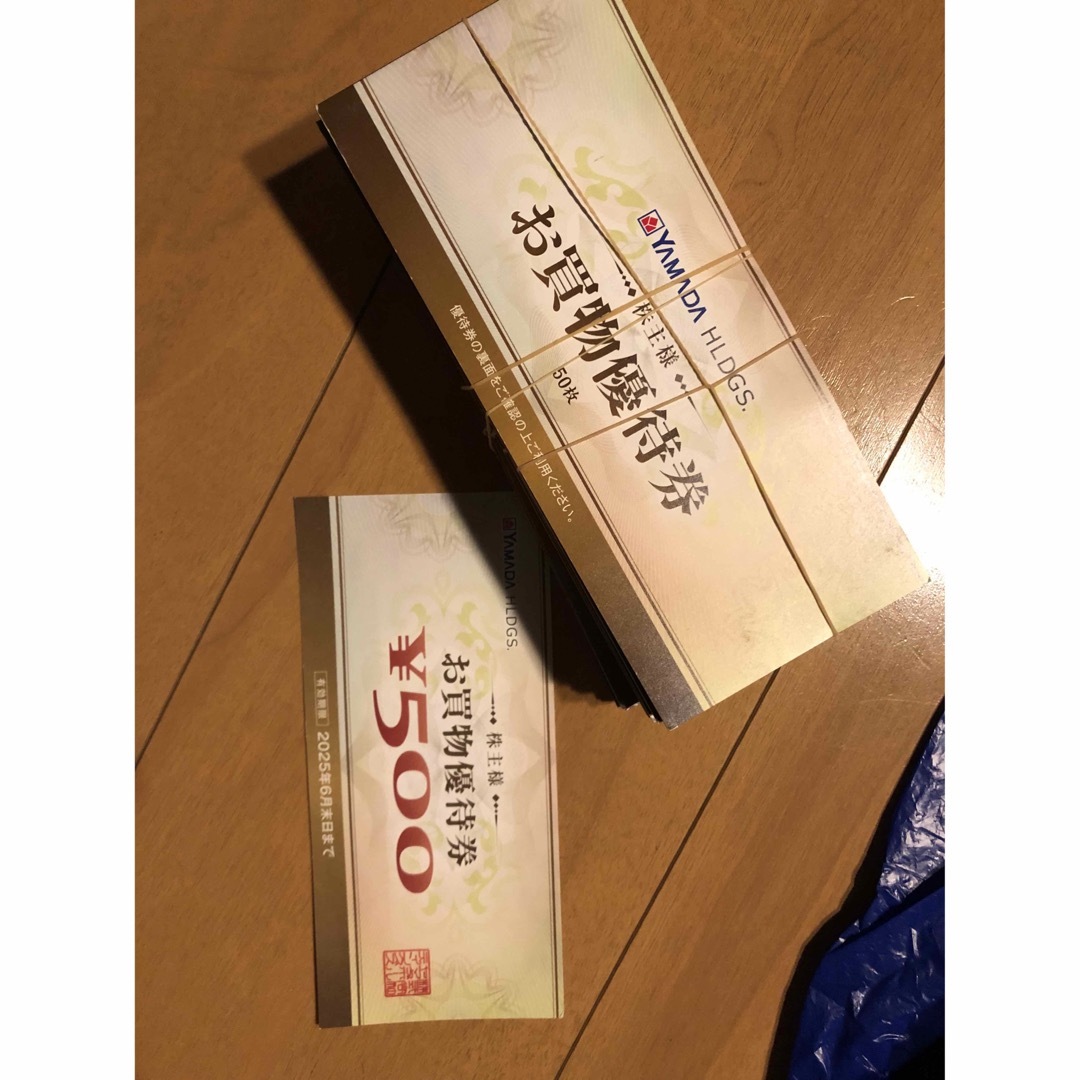 YAMADA HLDGS.
株主様
お買物優待券
50枚
優待券の裏面をご確認の上ご利用ください。
YAMADA HLDGS.
株主様
お買物優待券
¥500
有効期限 2025年6月末日まで